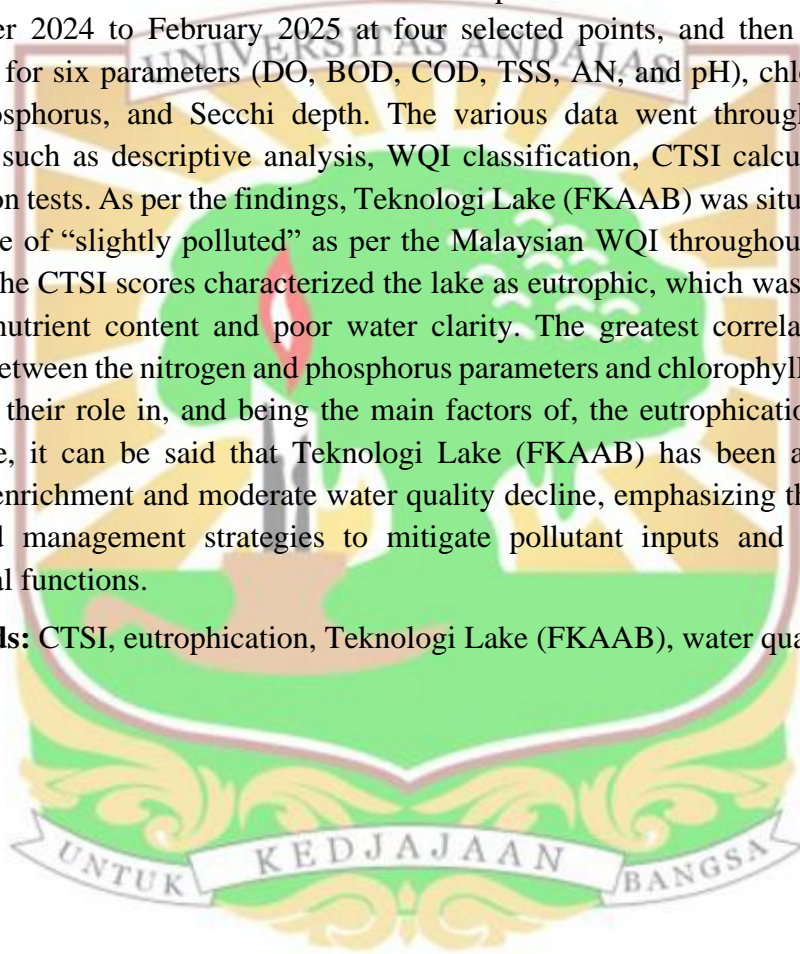 er 2024 to February 2025 at four selected points, and then
UNIVERSITAS ANDALAS
for six parameters (DO, BOD, COD, TSS, AN, and pH), chl
sphorus, and Secchi depth. The various data went through
such as descriptive analysis, WQI classification, CTSI calcu
on tests. As per the findings, Teknologi Lake (FKAAB) was situ
e of “slightly polluted” as per the Malaysian WQI throughou
he CTSI scores characterized the lake as eutrophic, which was
nutrient content and poor water clarity. The greatest correla
etween the nitrogen and phosphorus parameters and chlorophyll
their role in, and being the main factors of, the eutrophicatio
e, it can be said that Teknologi Lake (FKAAB) has been a
enrichment and moderate water quality decline, emphasizing th
d management strategies to mitigate pollutant inputs and
al functions.
ds: CTSI, eutrophication, Teknologi Lake (FKAAB), water qua
UNTUK KEDJAJAAN BANGSA